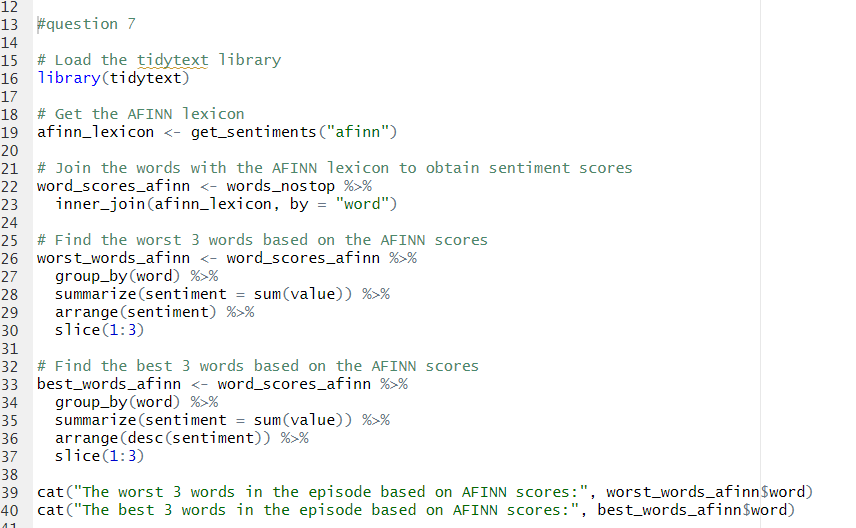 12
13 #question 7
14
15 # Load the tidytext library
16 library(tidytext)
17
18 # Get the AFINN lexicon
19 afinn_lexicon <- get_sentiments("afinn")
20
21 # Join the words with the AFINN lexicon to obtain sentiment scores
22 word_scores_afinn <- words_nostop %>%
23   inner_join(afinn_lexicon, by = "word")
24
25 # Find the worst 3 words based on the AFINN scores
26 worst_words_afinn <- word_scores_afinn %>%
27   group_by(word) %>%
28   summarize(sentiment = sum(value)) %>%
29   arrange(sentiment) %>%
30   slice(1:3)
31
32 # Find the best 3 words based on the AFINN scores
33 best_words_afinn <- word_scores_afinn %>%
34   group_by(word) %>%
35   summarize(sentiment = sum(value)) %>%
36   arrange(desc(sentiment)) %>%
37   slice(1:3)
38
39 cat("The worst 3 words in the episode based on AFINN scores:", worst_words_afinn$word)
40 cat("The best 3 words in the episode based on AFINN scores:", best_words_afinn$word)
41